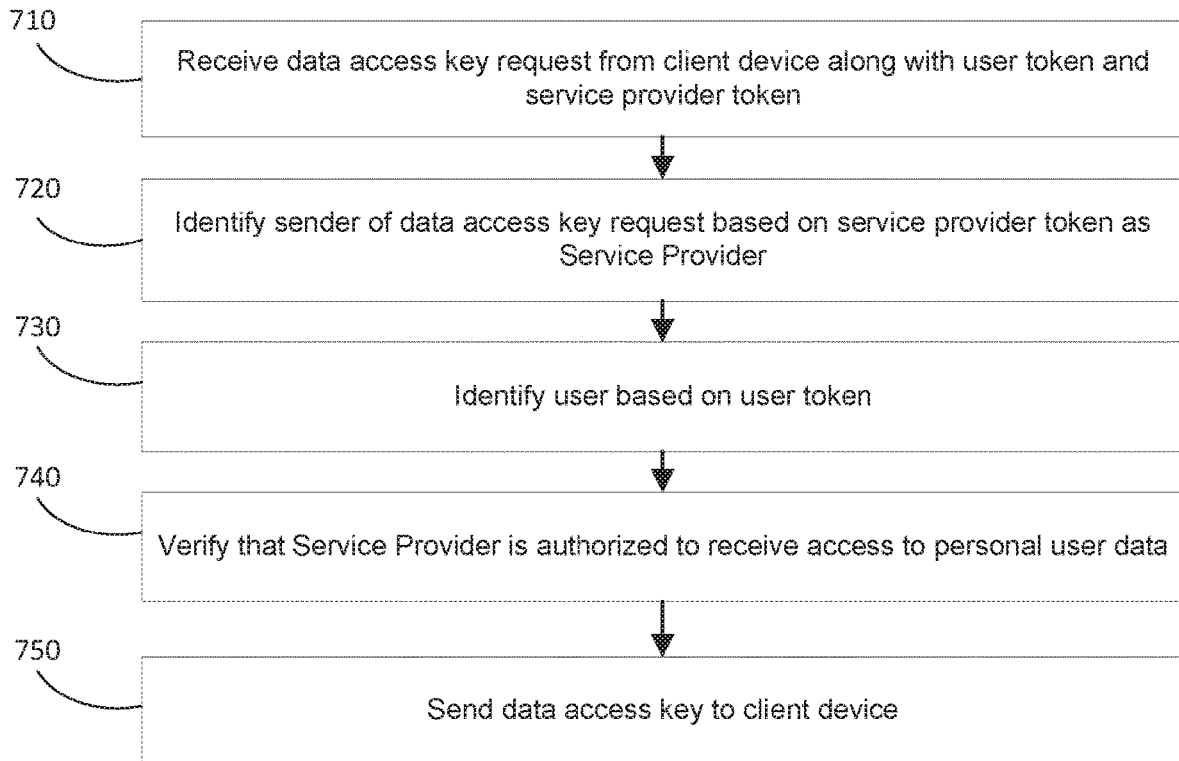 710
Receive data access key request from client device along with user token and
service provider token
720
Identify sender of data access key request based on service provider token as
Service Provider
730
Identify user based on user token
740
Verify that Service Provider is authorized to receive access to personal user data
750
Send data access key to client device